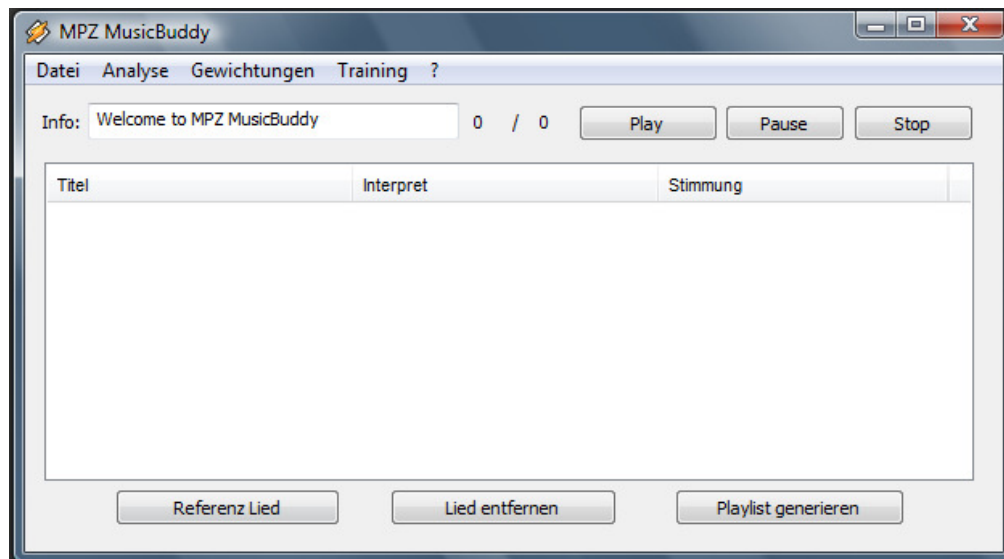 MPZ MusicBuddy
Datei Analyse Gewichtungen Training ?
Info: Welcome to MPZ MusicBuddy 0 / 0 Play Pause Stop
Titel Interpret Stimmung
Referenz Lied Lied entfernen Playlist generieren